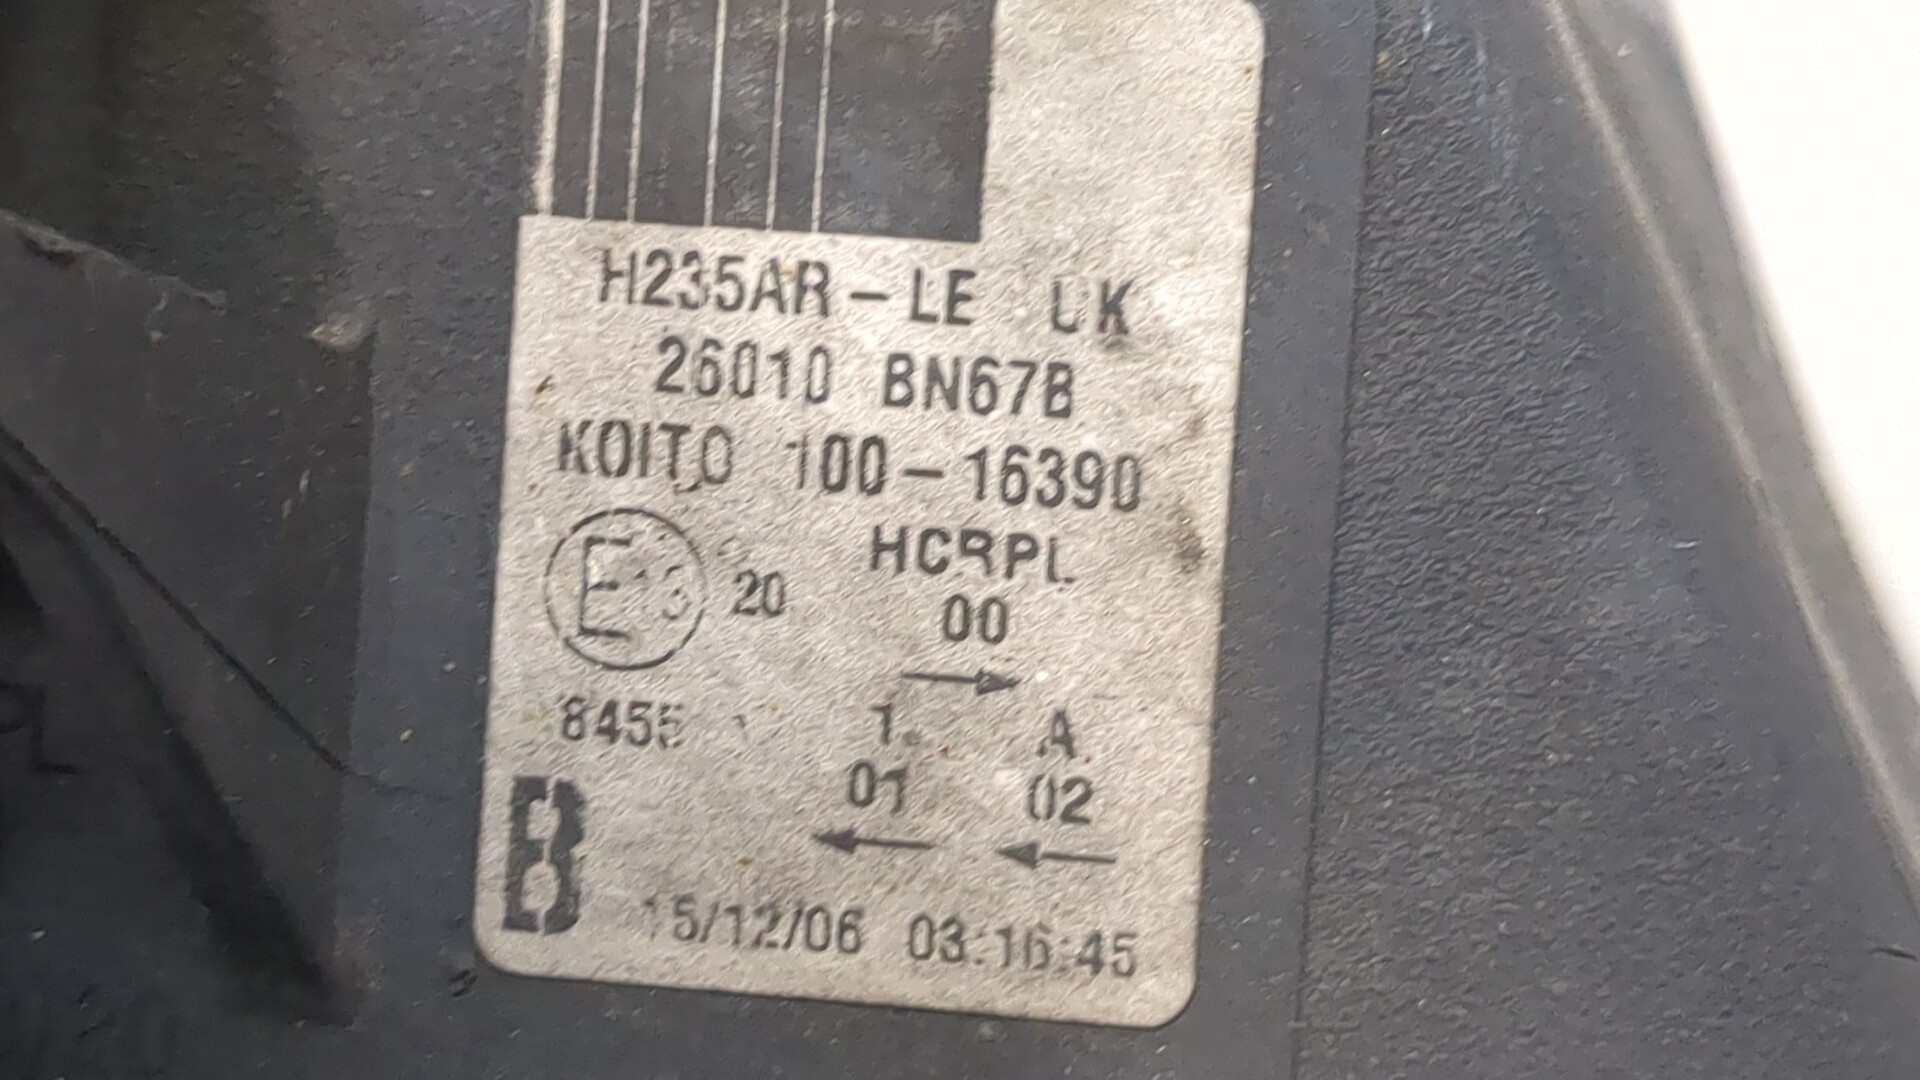 H235AR-LE UK
26010 BN67B
KOITO 100-16390
E13 20 HCRPL
00
8455 1 A
01 02
B
15/12/06 03:16:45